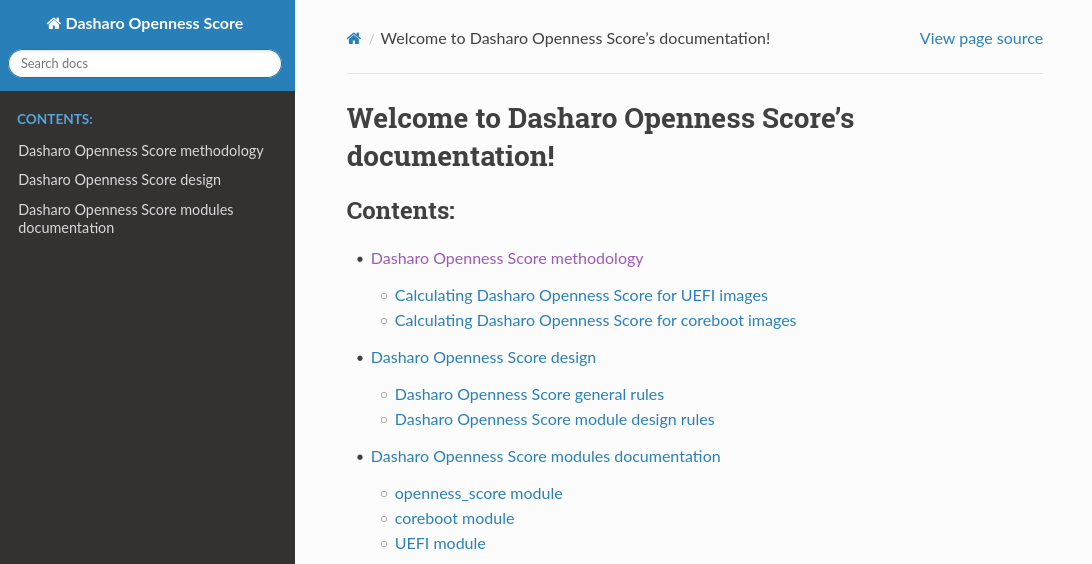 Dasharo Openness Score
Search docs
CONTENTS:
Dasharo Openness Score methodology
Dasharo Openness Score design
Dasharo Openness Score modules
documentation
/ Welcome to Dasharo Openness Score’s documentation!
View page source
Welcome to Dasharo Openness Score’s
documentation!
Contents:
• Dasharo Openness Score methodology
○ Calculating Dasharo Openness Score for UEFI images
○ Calculating Dasharo Openness Score for coreboot images
• Dasharo Openness Score design
○ Dasharo Openness Score general rules
○ Dasharo Openness Score module design rules
• Dasharo Openness Score modules documentation
○ openness_score module
○ coreboot module
○ UEFI module